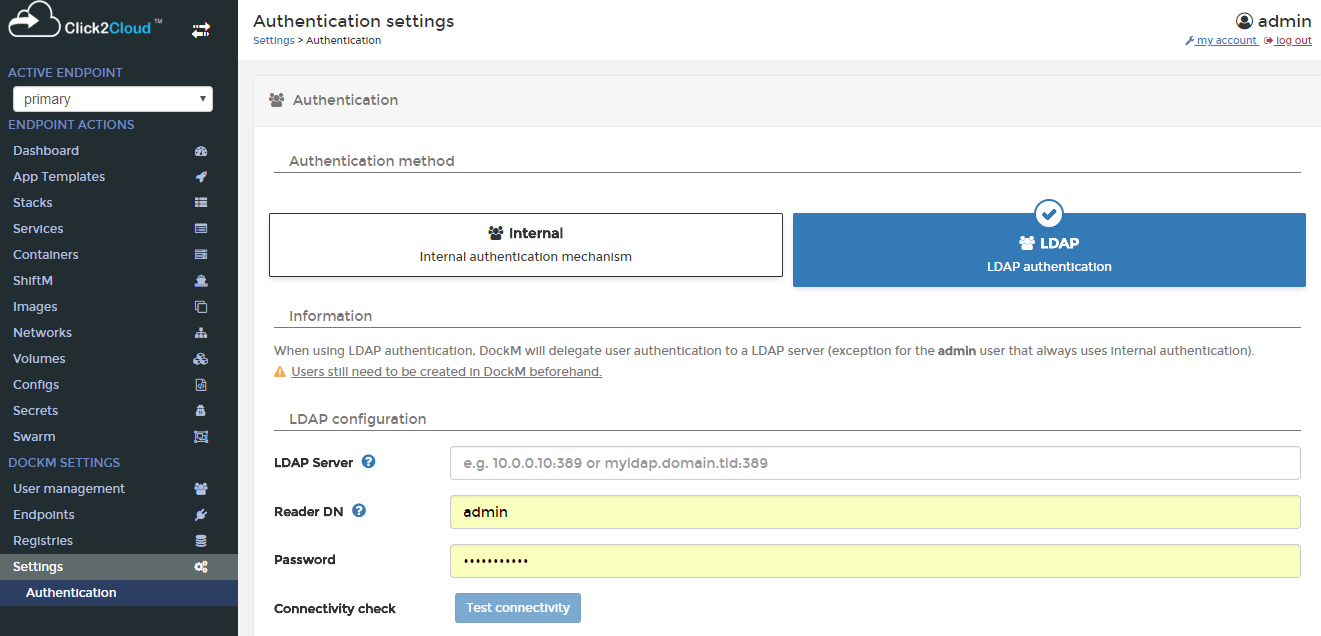 Click2Cloud™
ACTIVE ENDPOINT
primary
ENDPOINT ACTIONS
Dashboard
App Templates
Stacks
Services
Containers
ShiftM
Images
Networks
Volumes
Configs
Secrets
Swarm
DOCKM SETTINGS
User management
Endpoints
Registries
Settings
Authentication
Authentication settings
Settings > Authentication
admin
my account log out
Authentication
Authentication method
Internal
Internal authentication mechanism
LDAP
LDAP authentication
Information
When using LDAP authentication, DockM will delegate user authentication to a LDAP server (exception for the admin user that always uses internal authentication).
Users still need to be created in DockM beforehand.
LDAP configuration
LDAP Server
e.g. 10.0.0.10:389 or myldap.domain.tld:389
Reader DN
admin
Password
•••••••••••
Connectivity check
Test connectivity